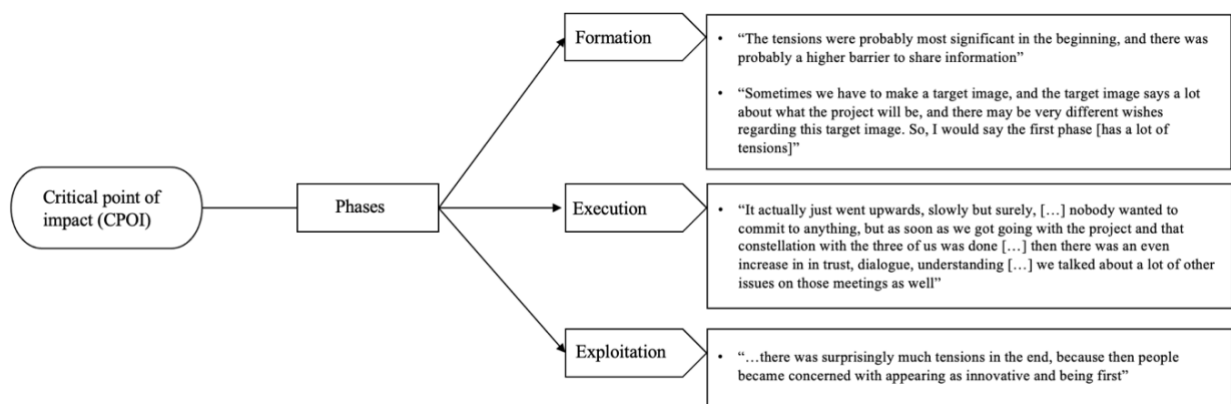 Critical point of
impact (CPOI)
Phases
Formation
• “The tensions were probably most significant in the beginning, and there was
probably a higher barrier to share information”
• “Sometimes we have to make a target image, and the target image says a lot
about what the project will be, and there may be very different wishes
regarding this target image. So, I would say the first phase [has a lot of
tensions]”
Execution
• “It actually just went upwards, slowly but surely, […] nobody wanted to
commit to anything, but as soon as we got going with the project and that
constellation with the three of us was done […] then there was an even
increase in in trust, dialogue, understanding […] we talked about a lot of other
issues on those meetings as well”
Exploitation
• “…there was surprisingly much tensions in the end, because then people
became concerned with appearing as innovative and being first”